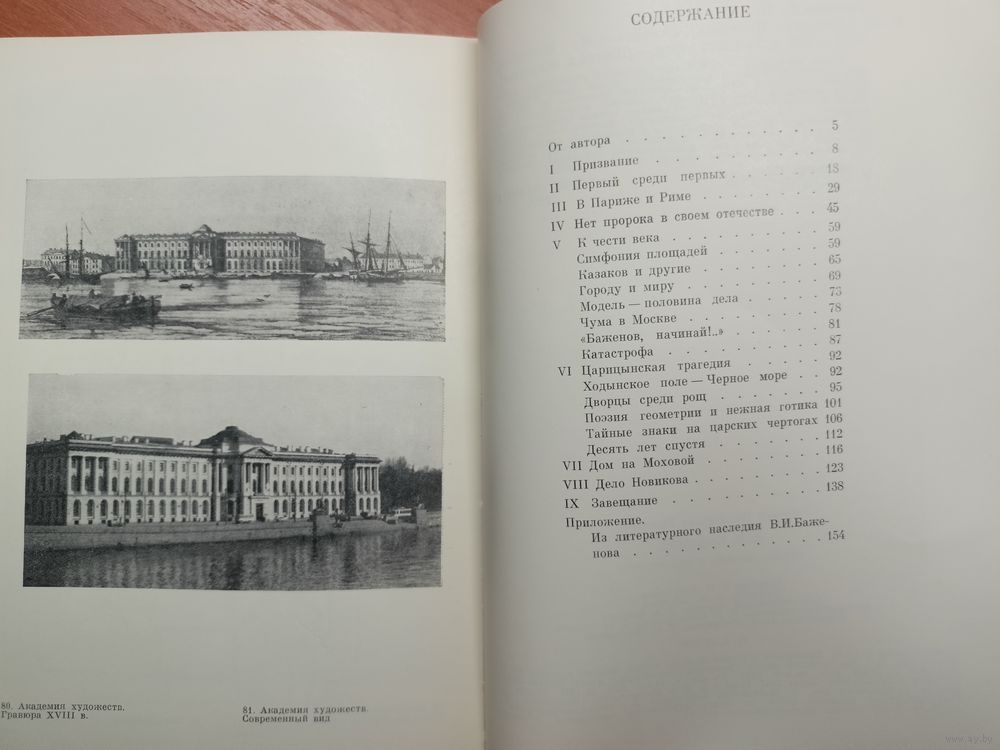 80. Академия художеств.
Гравюра XVIII в.
81. Академия художеств.
Современный вид
СОДЕРЖАНИЕ
От автора . . . . . . . . . . . . 5
I Призвание . . . . . . . . . . . 8
II Первый среди первых . . . . . . . 18
III В Париже и Риме . . . . . . . . 29
IV Нет пророка в своем отечестве . . . 45
V К чести века . . . . . . . . . . 59
Симфония площадей . . . . . . . 59
Казаков и другие . . . . . . . . 65
Городу и миру . . . . . . . . . 69
Модель — половина дела . . . . . 73
Чума в Москве . . . . . . . . . 78
«Баженов, начинай!..» . . . . . . 81
Катастрофа . . . . . . . . . . 87
VI Царицынская трагедия . . . . . . 92
Ходынское поле — Черное море . . 92
Дворцы среди рощ . . . . . . . 95
Поэзия геометрии и нежная готика 101
Тайные знаки на царских чертогах 106
Десять лет спустя . . . . . . . 112
VII Дом на Моховой . . . . . . . . 116
VIII Дело Новикова . . . . . . . . . 123
IX Завещание . . . . . . . . . . . 138
Приложение.
Из литературного наследия В.И.Баже-
нова . . . . . . . . . . . . . 154
www.ay.by